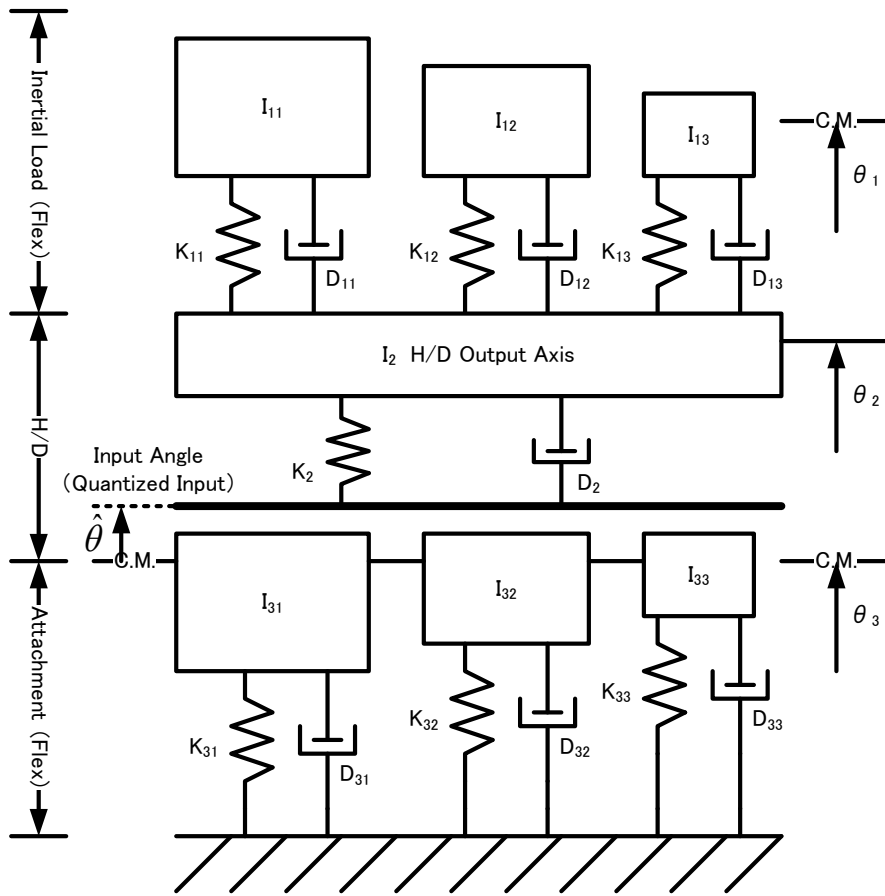 Inertial Load (Flex)
I₁₁
I₁₂
I₁₃
C.M.
θ₁
K₁₁
D₁₁
K₁₂
D₁₂
K₁₃
D₁₃
I₂ H/D Output Axis
θ₂
H/D
K₂
D₂
Input Angle
(Quantized Input)
θ̂
C.M.
I₃₁
I₃₂
I₃₃
C.M.
θ₃
Attachment (Flex)
K₃₁
D₃₁
K₃₂
D₃₂
K₃₃
D₃₃